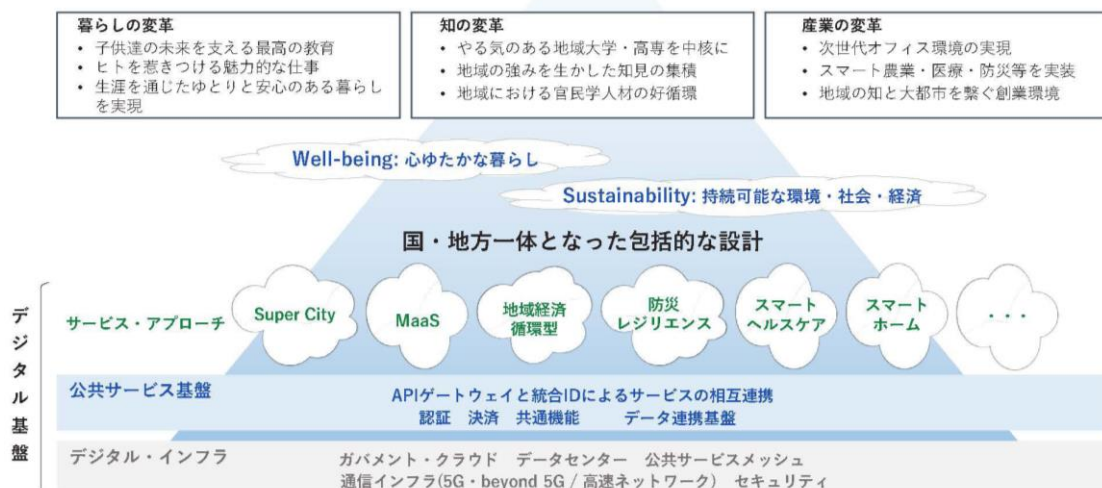 暮らしの変革
• 子供達の未来を支える最高の教育
• ヒトを惹きつける魅力的な仕事
• 生涯を通じたゆとりと安心のある暮らし
を実現
知の変革
• やる気のある地域大学・高専を中核に
• 地域の強みを生かした知見の集積
• 地域における官民学人材の好循環
産業の変革
• 次世代オフィス環境の実現
• スマート農業・医療・防災等を実装
• 地域の知と大都市を繋ぐ創業環境
Well-being: 心ゆたかな暮らし
Sustainability: 持続可能な環境・社会・経済
国・地方一体となった包括的な設計
デジタル基盤
サービス・アプローチ
Super City
MaaS
地域経済
循環型
防災
レジリエンス
スマート
ヘルスケア
スマート
ホーム
・・・
公共サービス基盤
APIゲートウェイと統合IDによるサービスの相互連携
認証 決済 共通機能 データ連携基盤
デジタル・インフラ
ガバメント・クラウド データセンター 公共サービスメッシュ
通信インフラ(5G・beyond 5G / 高速ネットワーク) セキュリティ